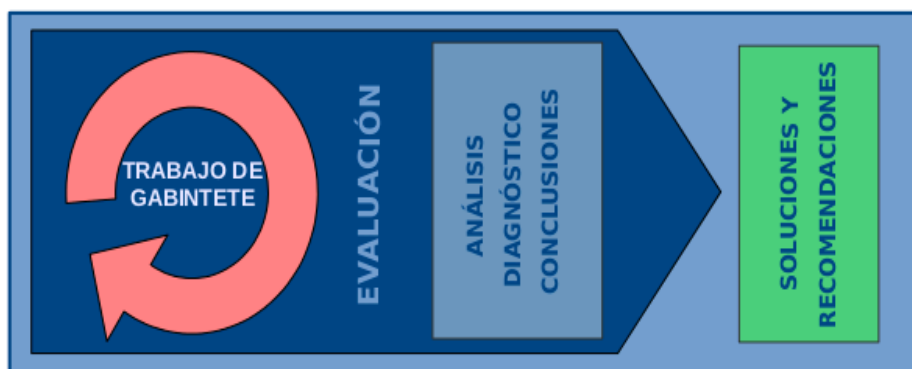 TRABAJO DE
GABINTETE
EVALUACIÓN
ANÁLISIS
DIAGNÓSTICO
CONCLUSIONES
SOLUCIONES Y
RECOMENDACIONES